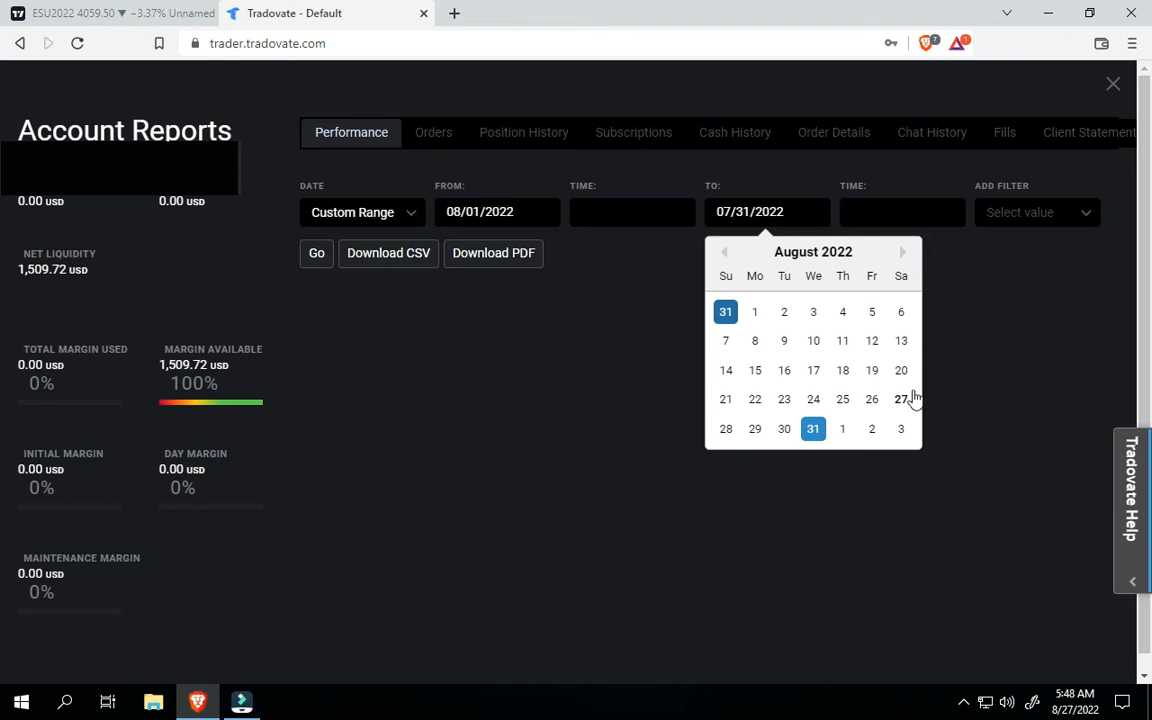 ESU2022 4059.50 ▼ −3.37% Unnamed
Tradovate - Default
trader.tradovate.com
7
1
Account Reports
Performance
Orders
Position History
Subscriptions
Cash History
Order Details
Chat History
Fills
Client Statement
0.00 USD
0.00 USD
DATE
FROM:
TIME:
TO:
TIME:
ADD FILTER
Custom Range
08/01/2022
07/31/2022
Select value
Go
Download CSV
Download PDF
NET LIQUIDITY
1,509.72 USD
August 2022
Su Mo Tu We Th Fr Sa
31 1 2 3 4 5 6
7 8 9 10 11 12 13
14 15 16 17 18 19 20
21 22 23 24 25 26 27
28 29 30 31 1 2 3
TOTAL MARGIN USED
0.00 USD
0%
MARGIN AVAILABLE
1,509.72 USD
100%
INITIAL MARGIN
0.00 USD
0%
DAY MARGIN
0.00 USD
0%
MAINTENANCE MARGIN
0.00 USD
0%
Tradovate Help
5:48 AM
8/27/2022